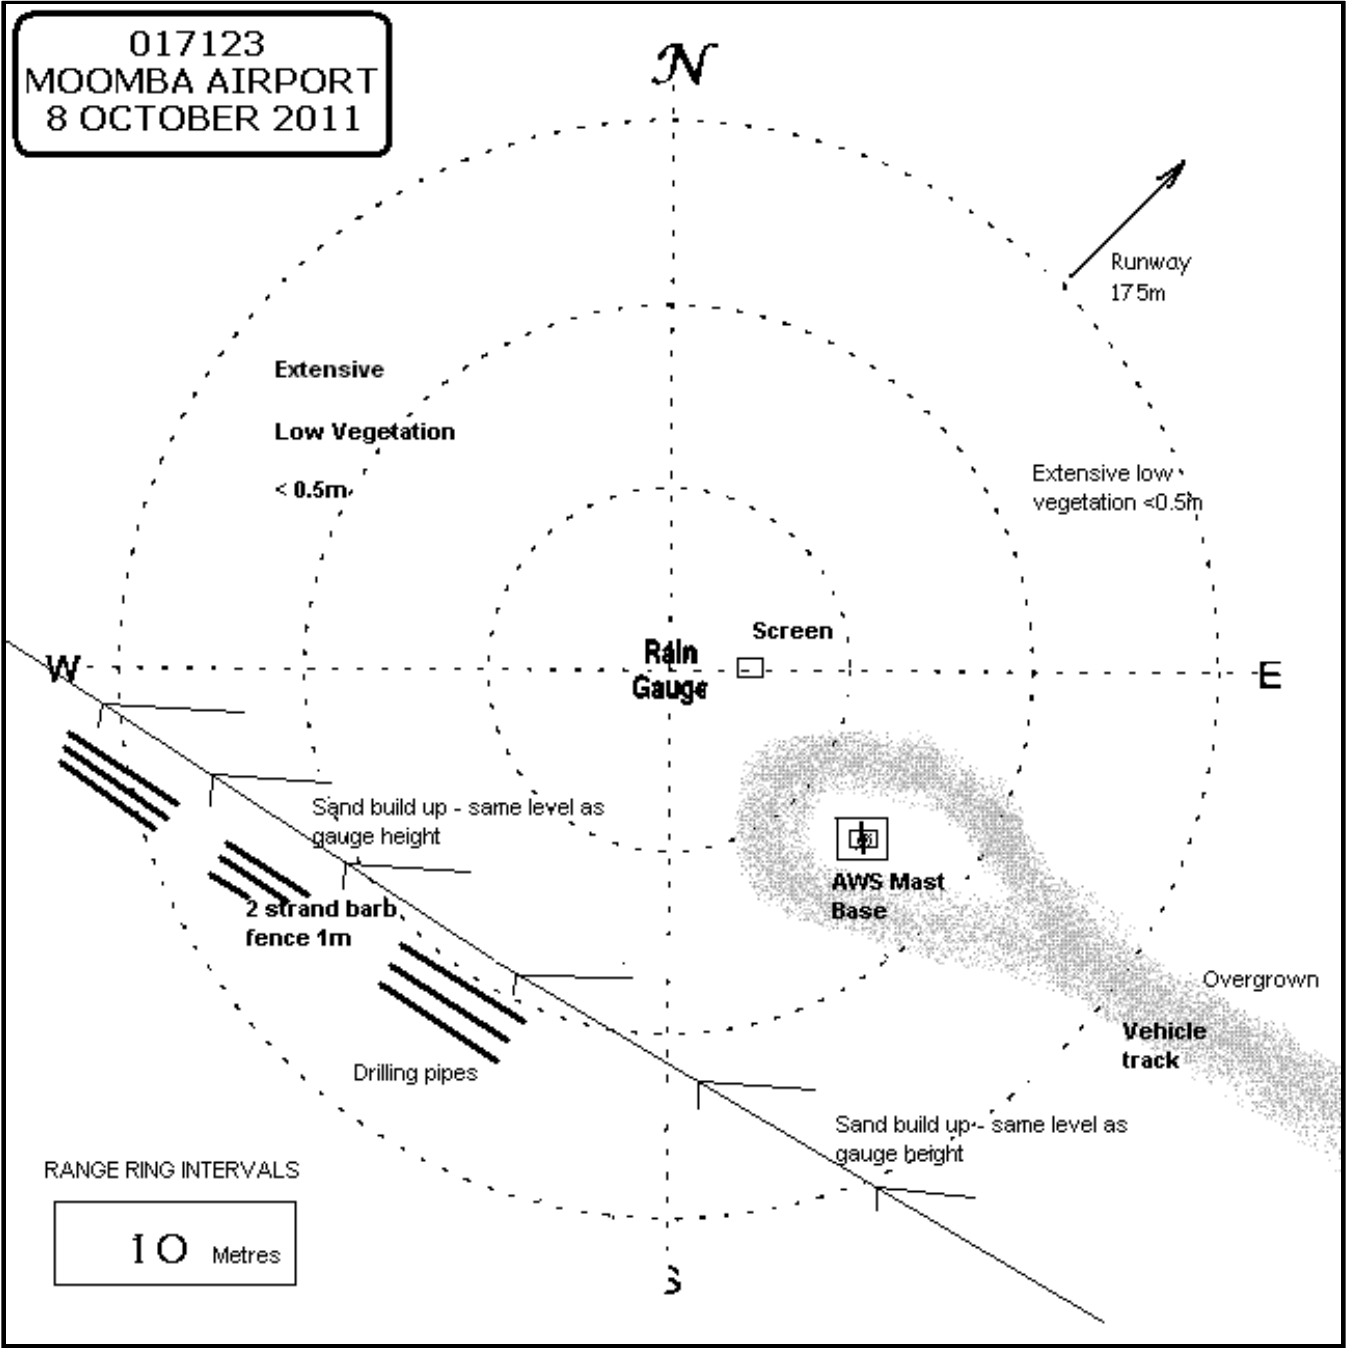 017123
MOOMBA AIRPORT
8 OCTOBER 2011
N
Runway
175m
Extensive
Low Vegetation
< 0.5m
Extensive low
vegetation <0.5m
Screen
Rain
Gauge
W
E
Sand build up - same level as
gauge height
AWS Mast
Base
2 strand barb
fence 1m
Overgrown
Vehicle
track
Drilling pipes
Sand build up - same level as
gauge height
RANGE RING INTERVALS
10 Metres
S